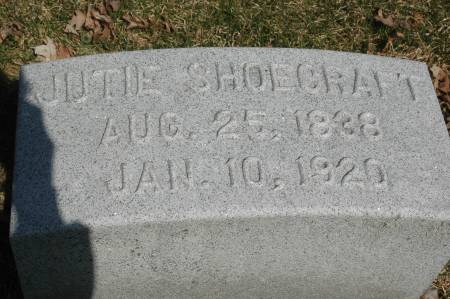 JUTIE SHOECRAFT
AUG. 25, 1838
JAN. 10, 1920